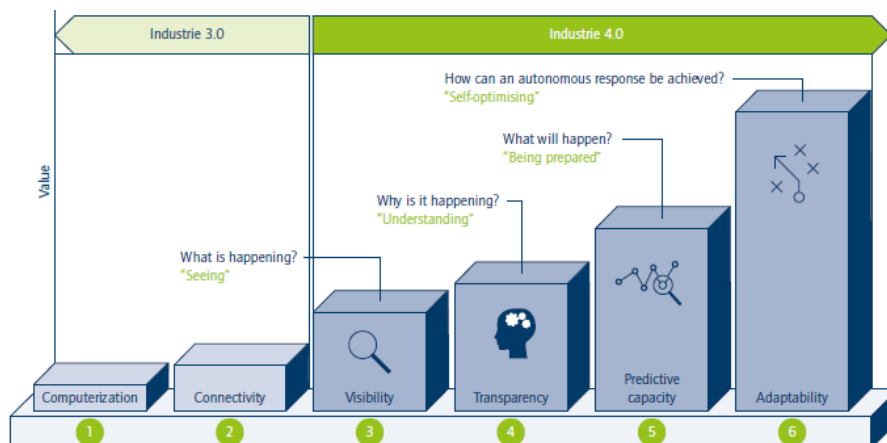 Industrie 3.0
Industrie 4.0
Value
How can an autonomous response be achieved?
"Self-optimising"
What will happen?
"Being prepared"
Why is it happening?
"Understanding"
What is happening?
"Seeing"
Computerization
Connectivity
Visibility
Transparency
Predictive
capacity
Adaptability
1
2
3
4
5
6